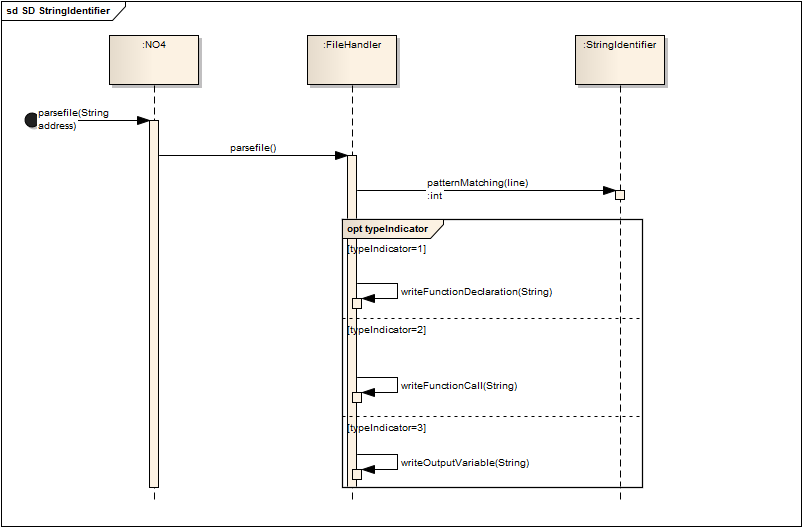 sd SD StringIdentifier
:NO4
:FileHandler
:StringIdentifier
parsefile(String
address)
parsefile()
patternMatching(line)
:int
opt typeIndicator
[typeIndicator=1]
writeFunctionDeclaration(String)
[typeIndicator=2]
writeFunctionCall(String)
[typeIndicator=3]
writeOutputVariable(String)